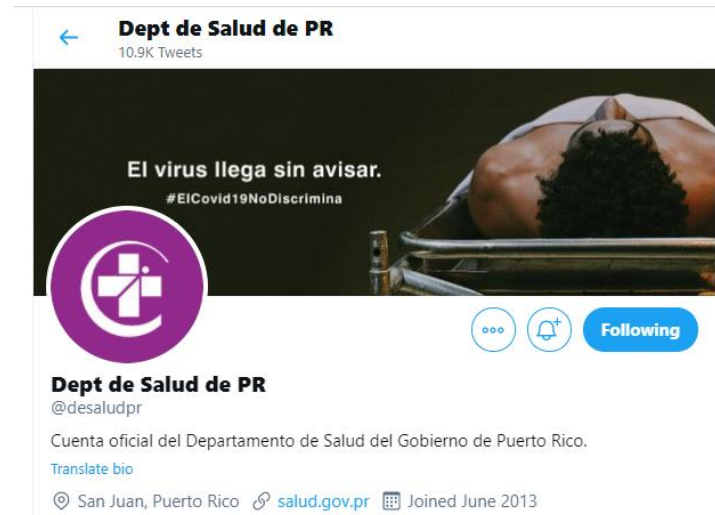 Dept de Salud de PR
10.9K Tweets
El virus llega sin avisar.
#ElCovid19NoDiscrimina
Following
Dept de Salud de PR
@desaludpr
Cuenta oficial del Departamento de Salud del Gobierno de Puerto Rico.
Translate bio
San Juan, Puerto Rico salud.gov.pr Joined June 2013